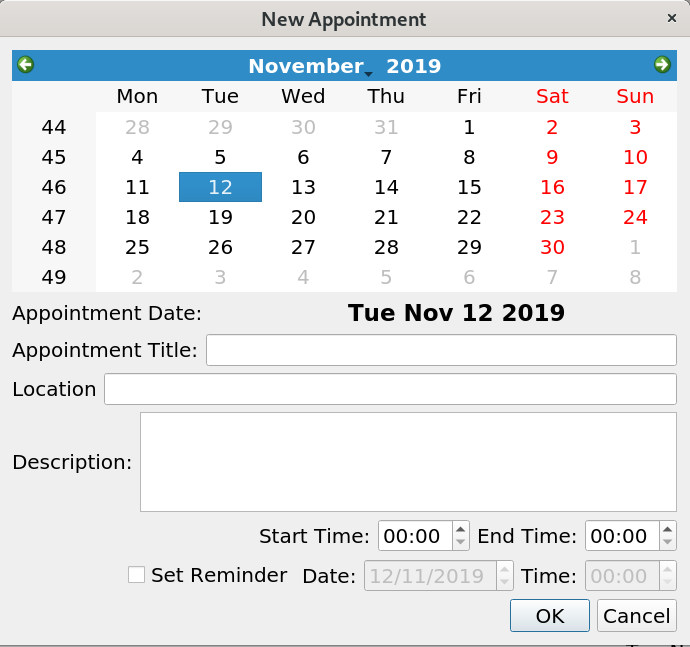 New Appointment ×
November 2019
Mon Tue Wed Thu Fri Sat Sun
44 28 29 30 31 1 2 3
45 4 5 6 7 8 9 10
46 11 12 13 14 15 16 17
47 18 19 20 21 22 23 24
48 25 26 27 28 29 30 1
49 2 3 4 5 6 7 8
Appointment Date: Tue Nov 12 2019
Appointment Title:
Location
Description:
Start Time: 00:00 End Time: 00:00
Set Reminder Date: 12/11/2019 Time: 00:00
OK Cancel